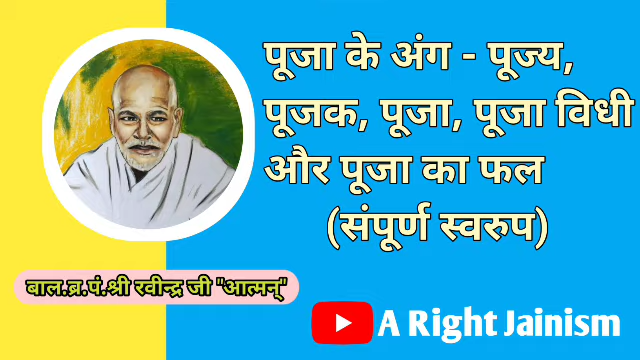 पूजा के अंग - पूज्य,
पूजक, पूजा, पूजा विधी
और पूजा का फल
(संपूर्ण स्वरुप)
बाल.ब्र.पं.श्री रवीन्द्र जी "आत्मन्"
A Right Jainism